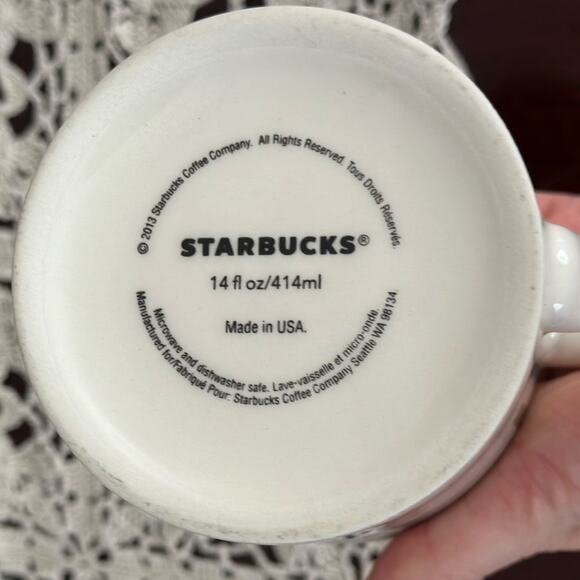 © 2013 Starbucks Coffee Company. All Rights Reserved. Tous Droits Réservés.
STARBUCKS®
14 fl oz/414ml
Made in USA.
Microwave and dishwasher safe. Lave-vaisselle et micro-onde.
Manufactured for/Fabriqué Pour: Starbucks Coffee Company Seattle WA 98134.